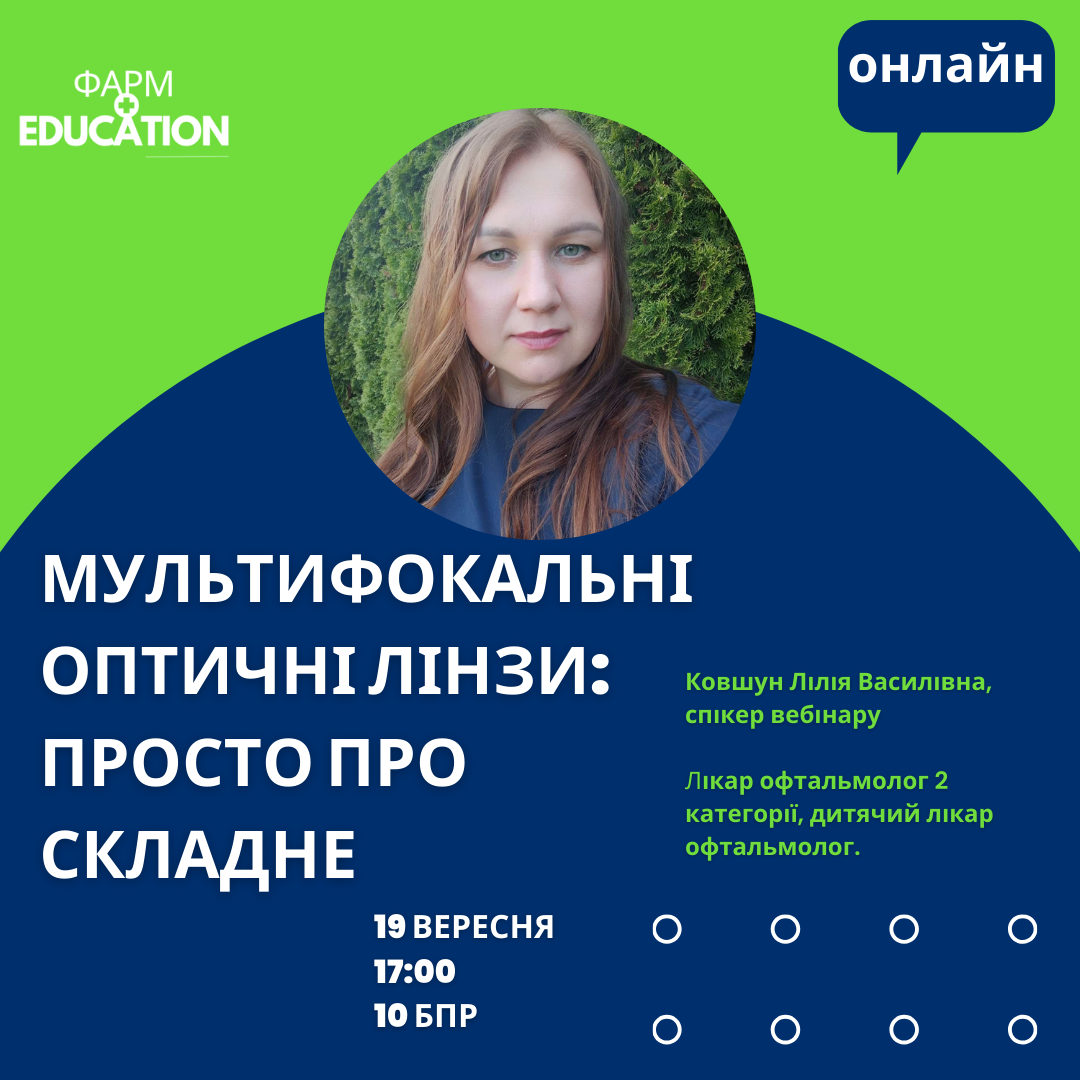 ФАРМ
EDUCATION
онлайн
МУЛЬТИФОКАЛЬНІ
ОПТИЧНІ ЛІНЗИ:
ПРОСТО ПРО
СКЛАДНЕ
Ковшун Лілія Василівна,
спікер вебінару
Лікар офтальмолог 2
категорії, дитячий лікар
офтальмолог.
19 ВЕРЕСНЯ
17:00
10 БПР